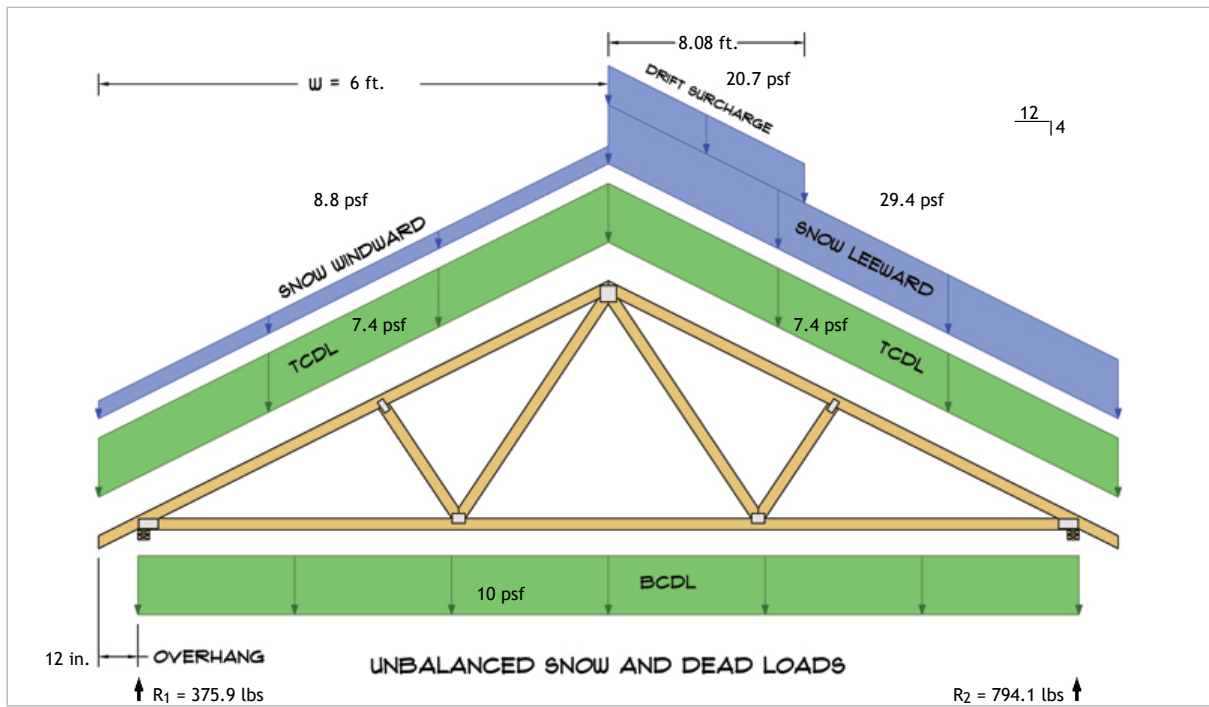 8.08 ft.
DRIFT SURCHARGE
20.7 psf
W = 6 ft.
12
4
8.8 psf
29.4 psf
SNOW WINDWARD
SNOW LEEWARD
7.4 psf
7.4 psf
TCDL
TCDL
BCDL
10 psf
12 in.
OVERHANG
UNBALANCED SNOW AND DEAD LOADS
R1 = 375.9 lbs
R2 = 794.1 lbs